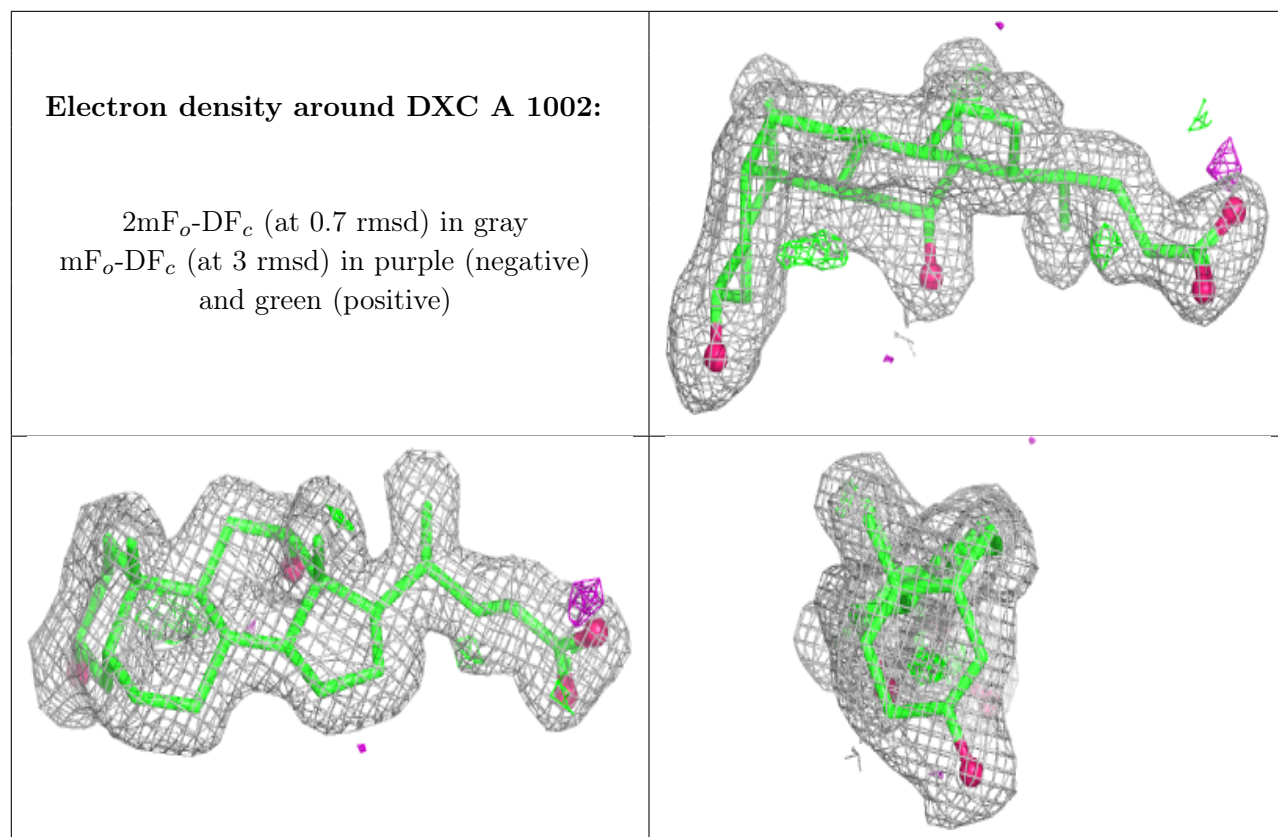 Electron density around DXC A 1002:
2mFₒ-DF𝒸 (at 0.7 rmsd) in gray
mFₒ-DF𝒸 (at 3 rmsd) in purple (negative)
and green (positive)